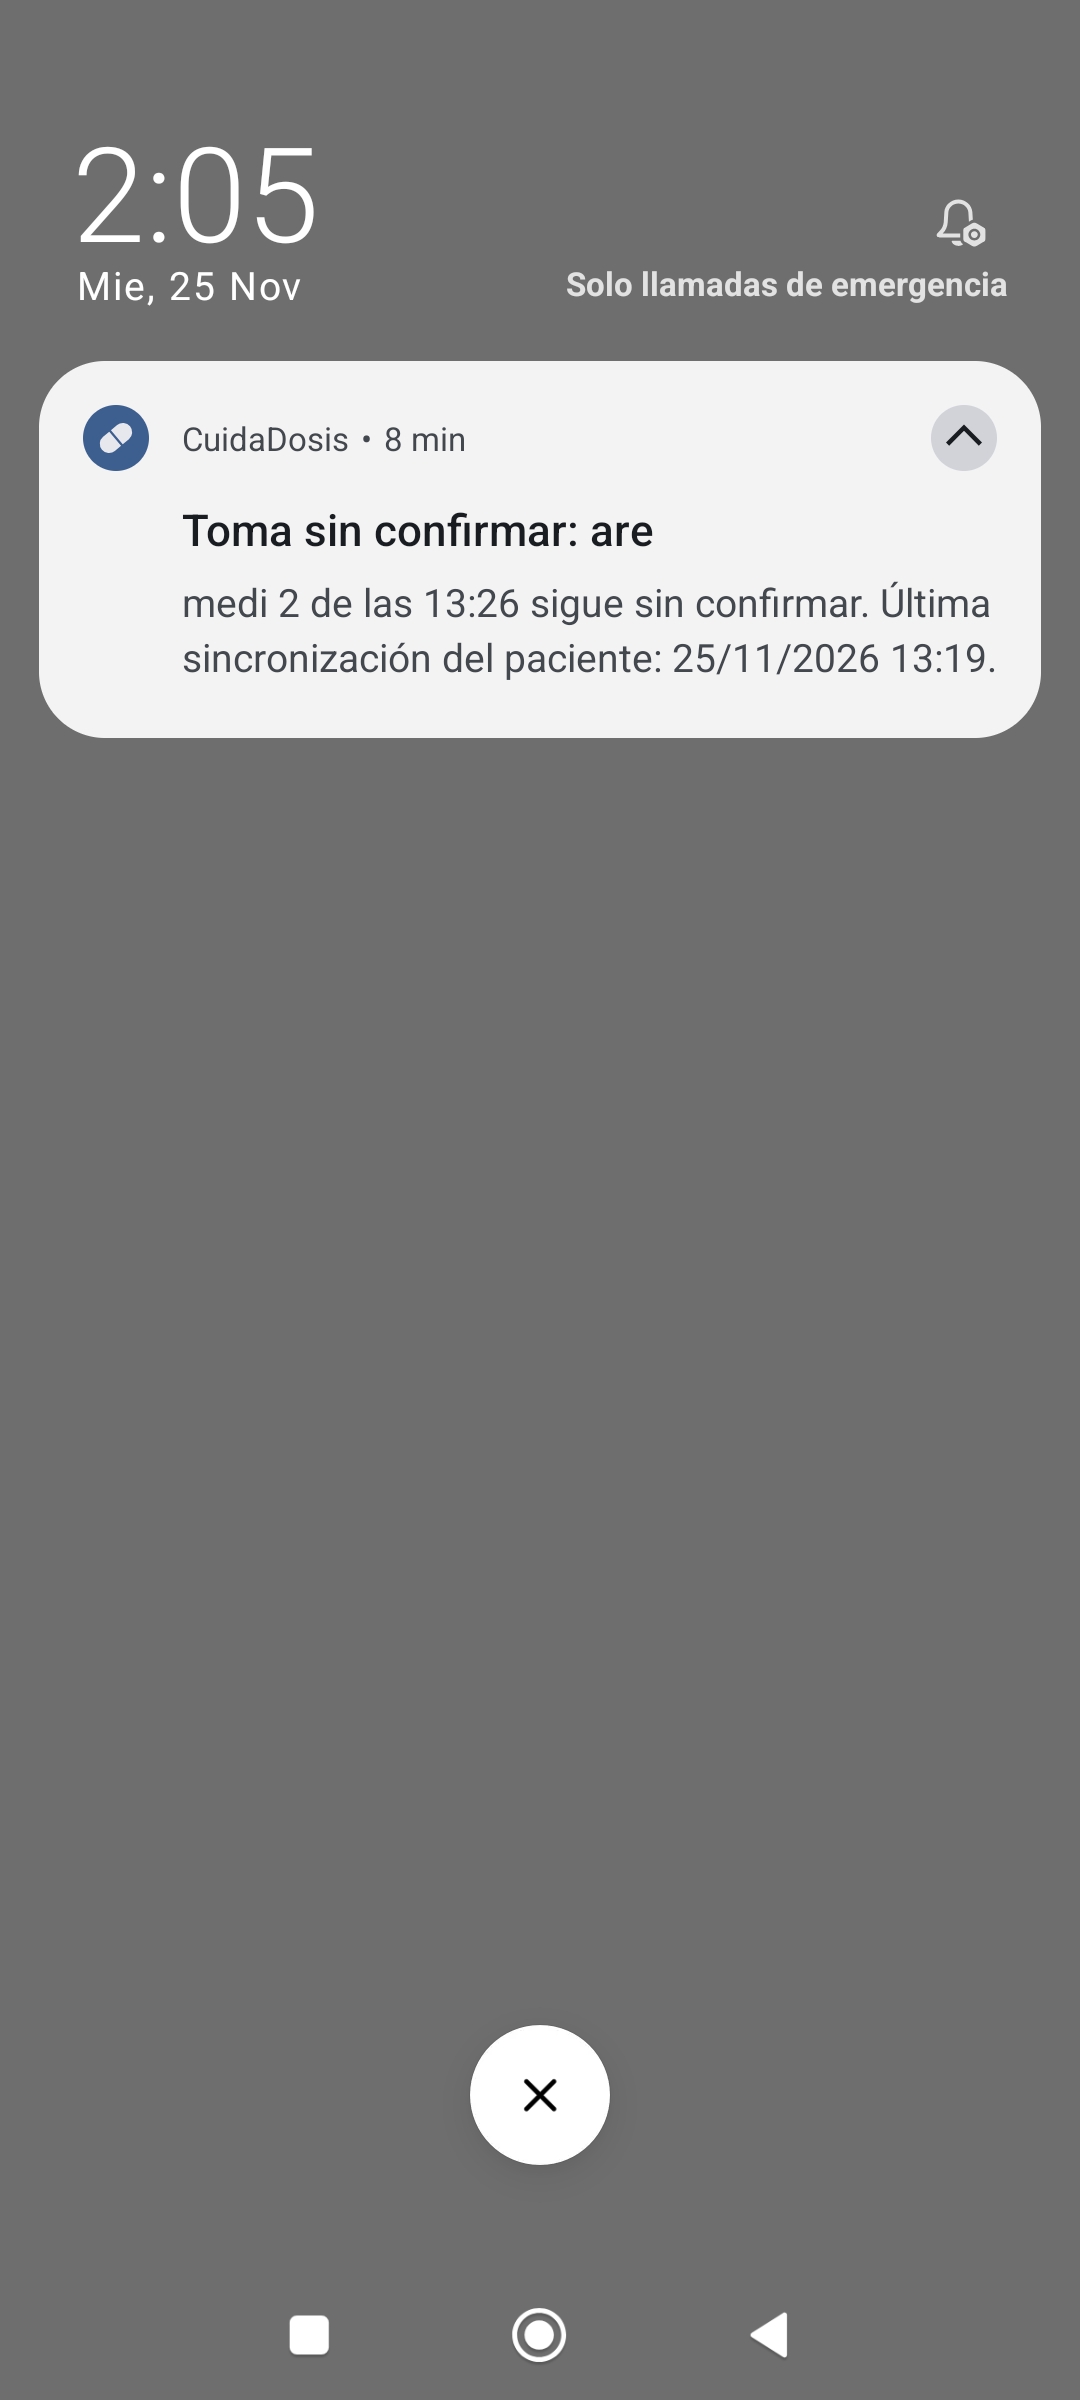 2:05
Mie, 25 Nov
Solo llamadas de emergencia
CuidaDosis • 8 min
Toma sin confirmar: are
medi 2 de las 13:26 sigue sin confirmar. Última
sincronización del paciente: 25/11/2026 13:19.